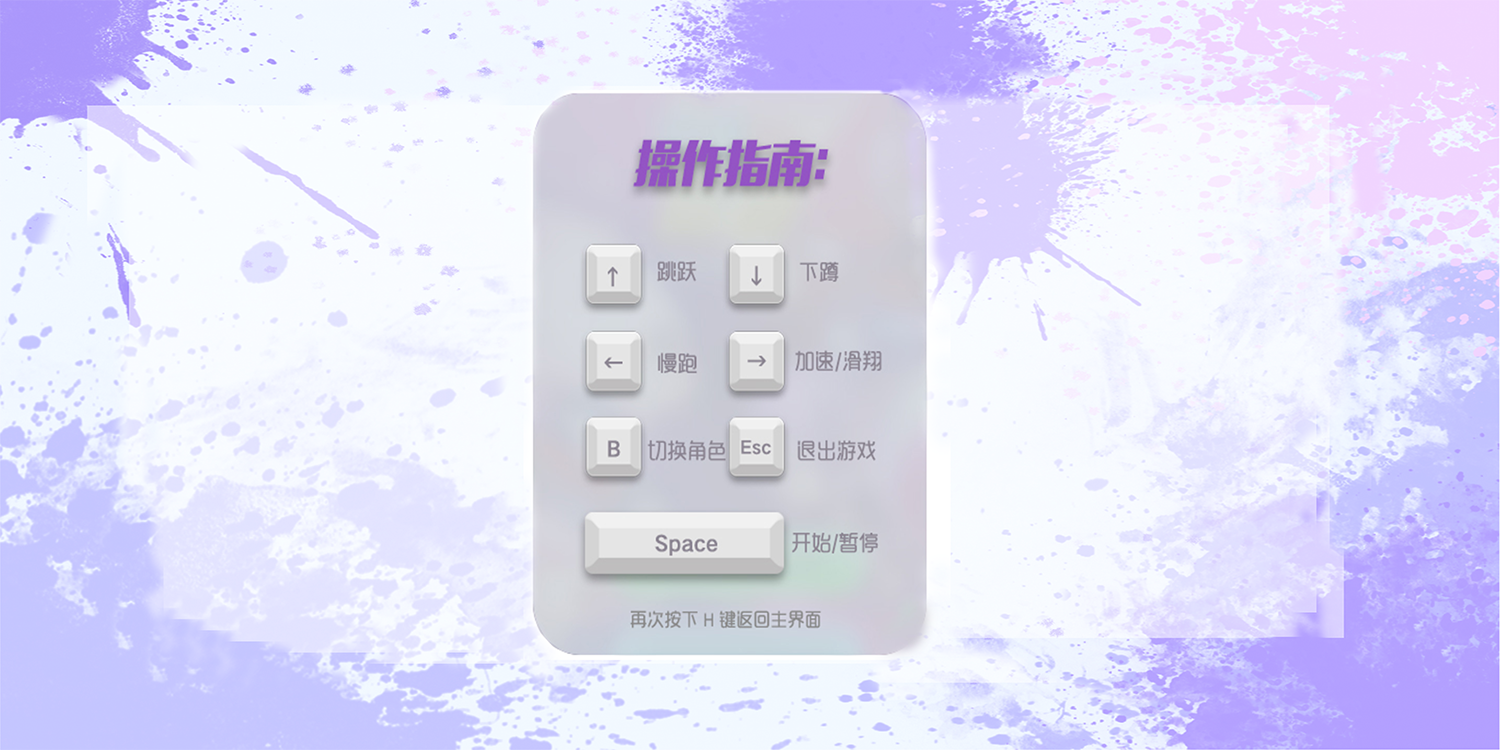 操作指南:
↑ 跳跃 ↓ 下蹲
← 慢跑 → 加速/滑翔
B 切换角色 Esc 退出游戏
Space 开始/暂停
再次按下 H 键返回主界面